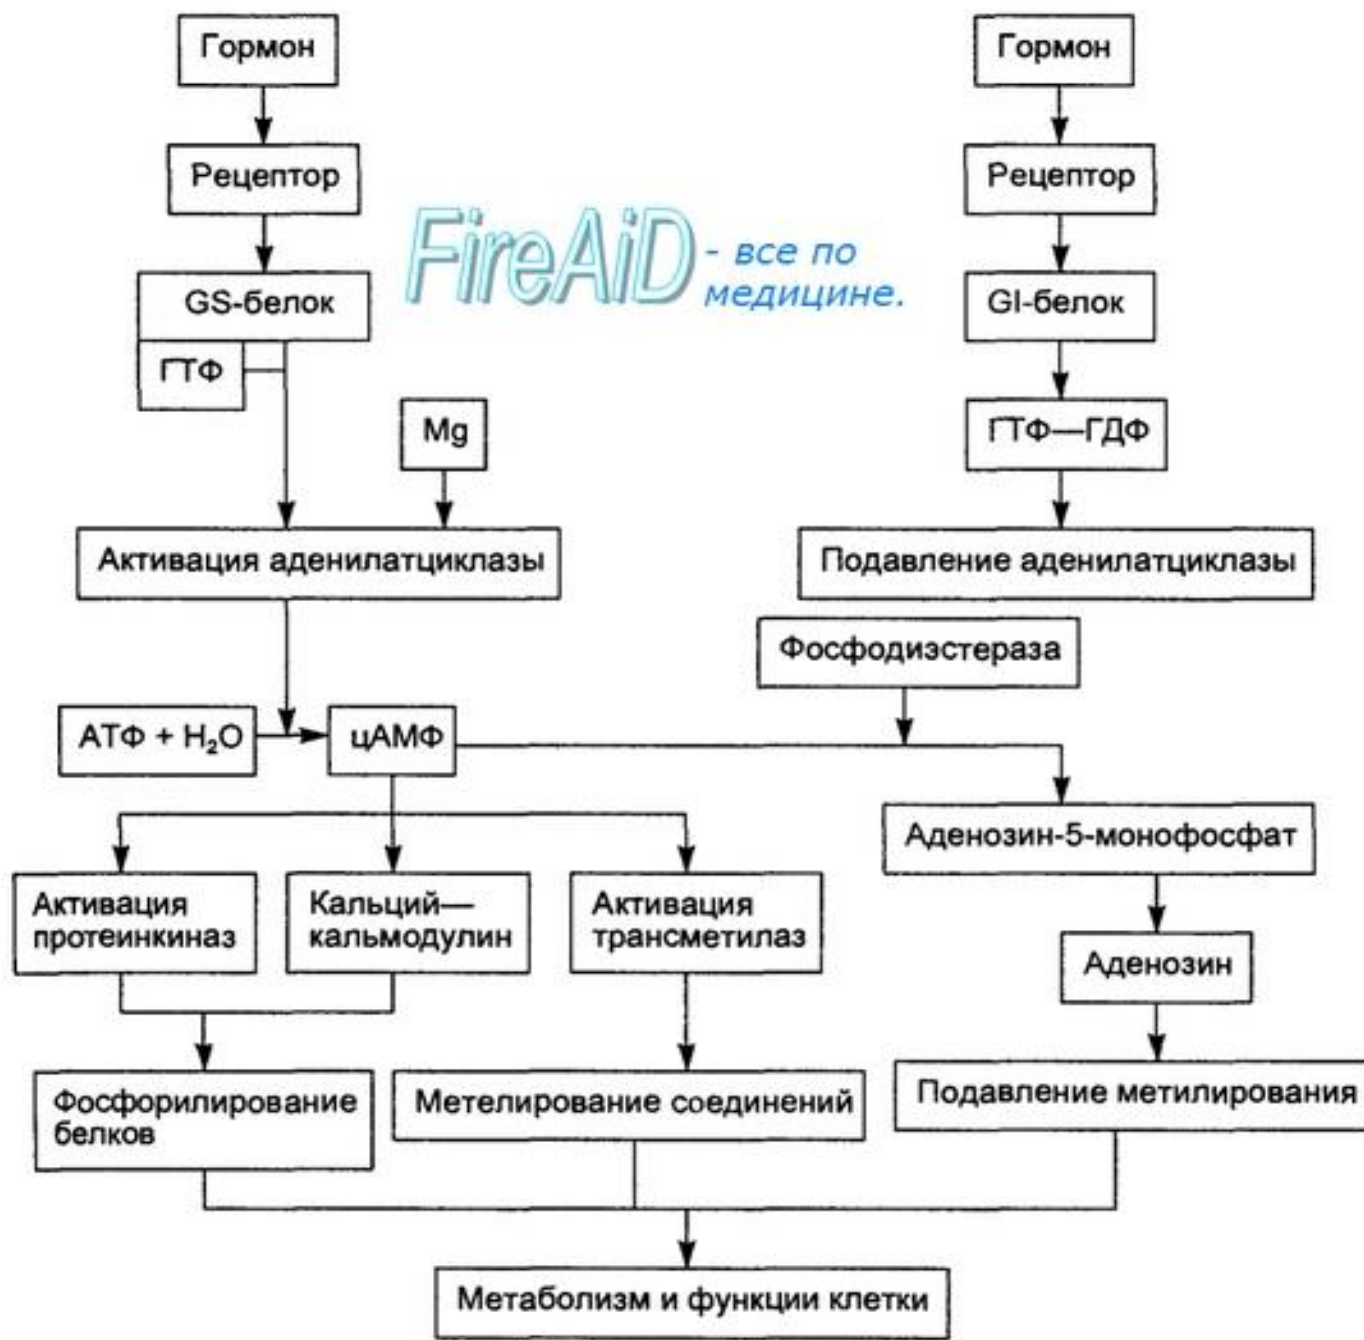 Гормон
Гормон
Рецептор
Рецептор
FireAiD - все по
медицине.
GS-белок
GI-белок
ГТФ
Mg
ГТФ—ГДФ
Активация аденилатциклазы
Подавление аденилатциклазы
Фосфодиэстераза
АТФ + H₂O
цАМФ
Аденозин-5-монофосфат
Активация
протеинкиназ
Кальций—
кальмодулин
Активация
трансметилаз
Аденозин
Фосфорилирование
белков
Метелирование соединений
Подавление метилирования
Метаболизм и функции клетки